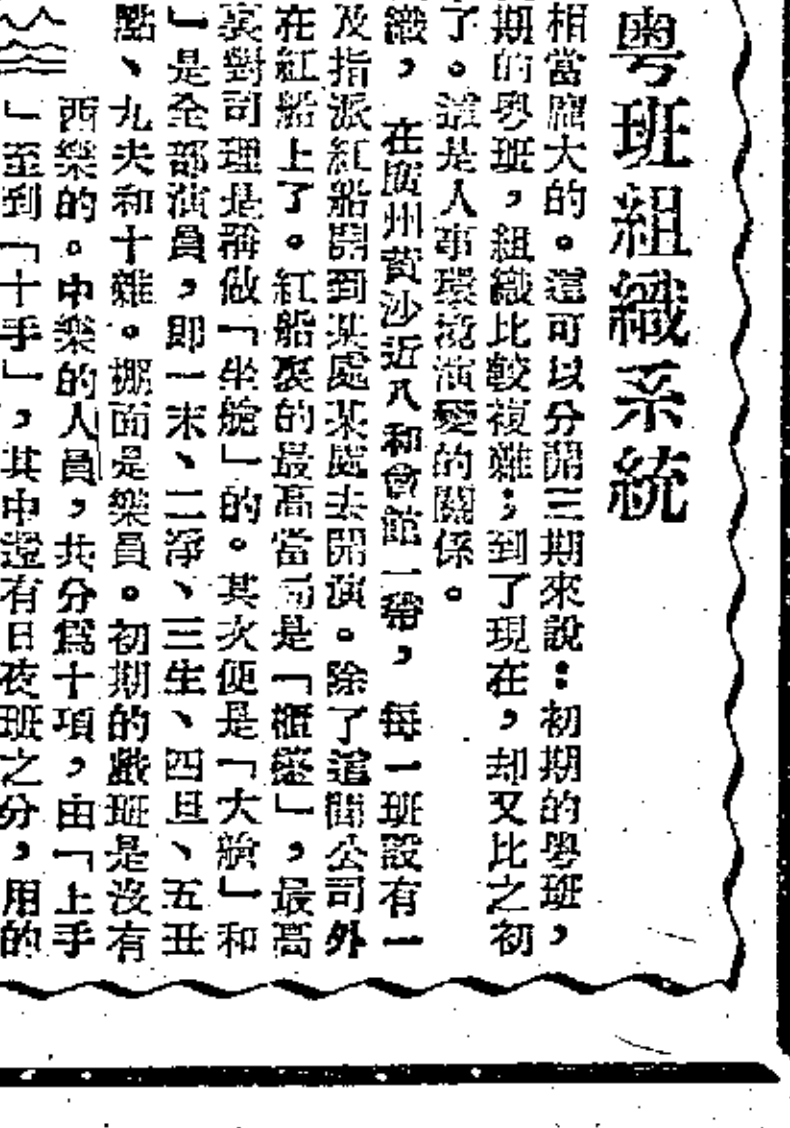 粵班組織系統
相當龐大的。還可以分開三期來說：初期的粵班，
期的粵班，組織比較複雜；到了現在，却又比之初
了。這是人事環境演變的關係。
織，在廣州黃沙近八和會館一帶，每一班設有一
及指派紅船開到某處某處去開演。除了這間公司外
在紅船上了。紅船裏的最高當局是「櫃檯」，最高
裏對司理是稱做「坐艙」的。其次便是「大艙」和
」是全部演員，即一末、二淨、三生、四旦、五丑
點、九夫和十雜。棚面是樂員。初期的戲班是沒有
西樂的。中樂的人員，共分爲十項，由「上手
」至到「十手」，其中還有日夜班之分，用的